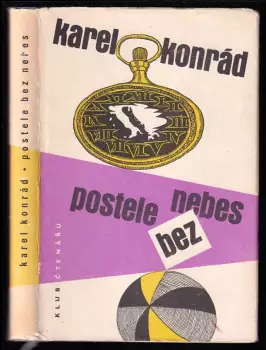 karel
konrád
postele nebes
bez
KLUB ČTENÁŘŮ
karel konrád • postele bez nebes